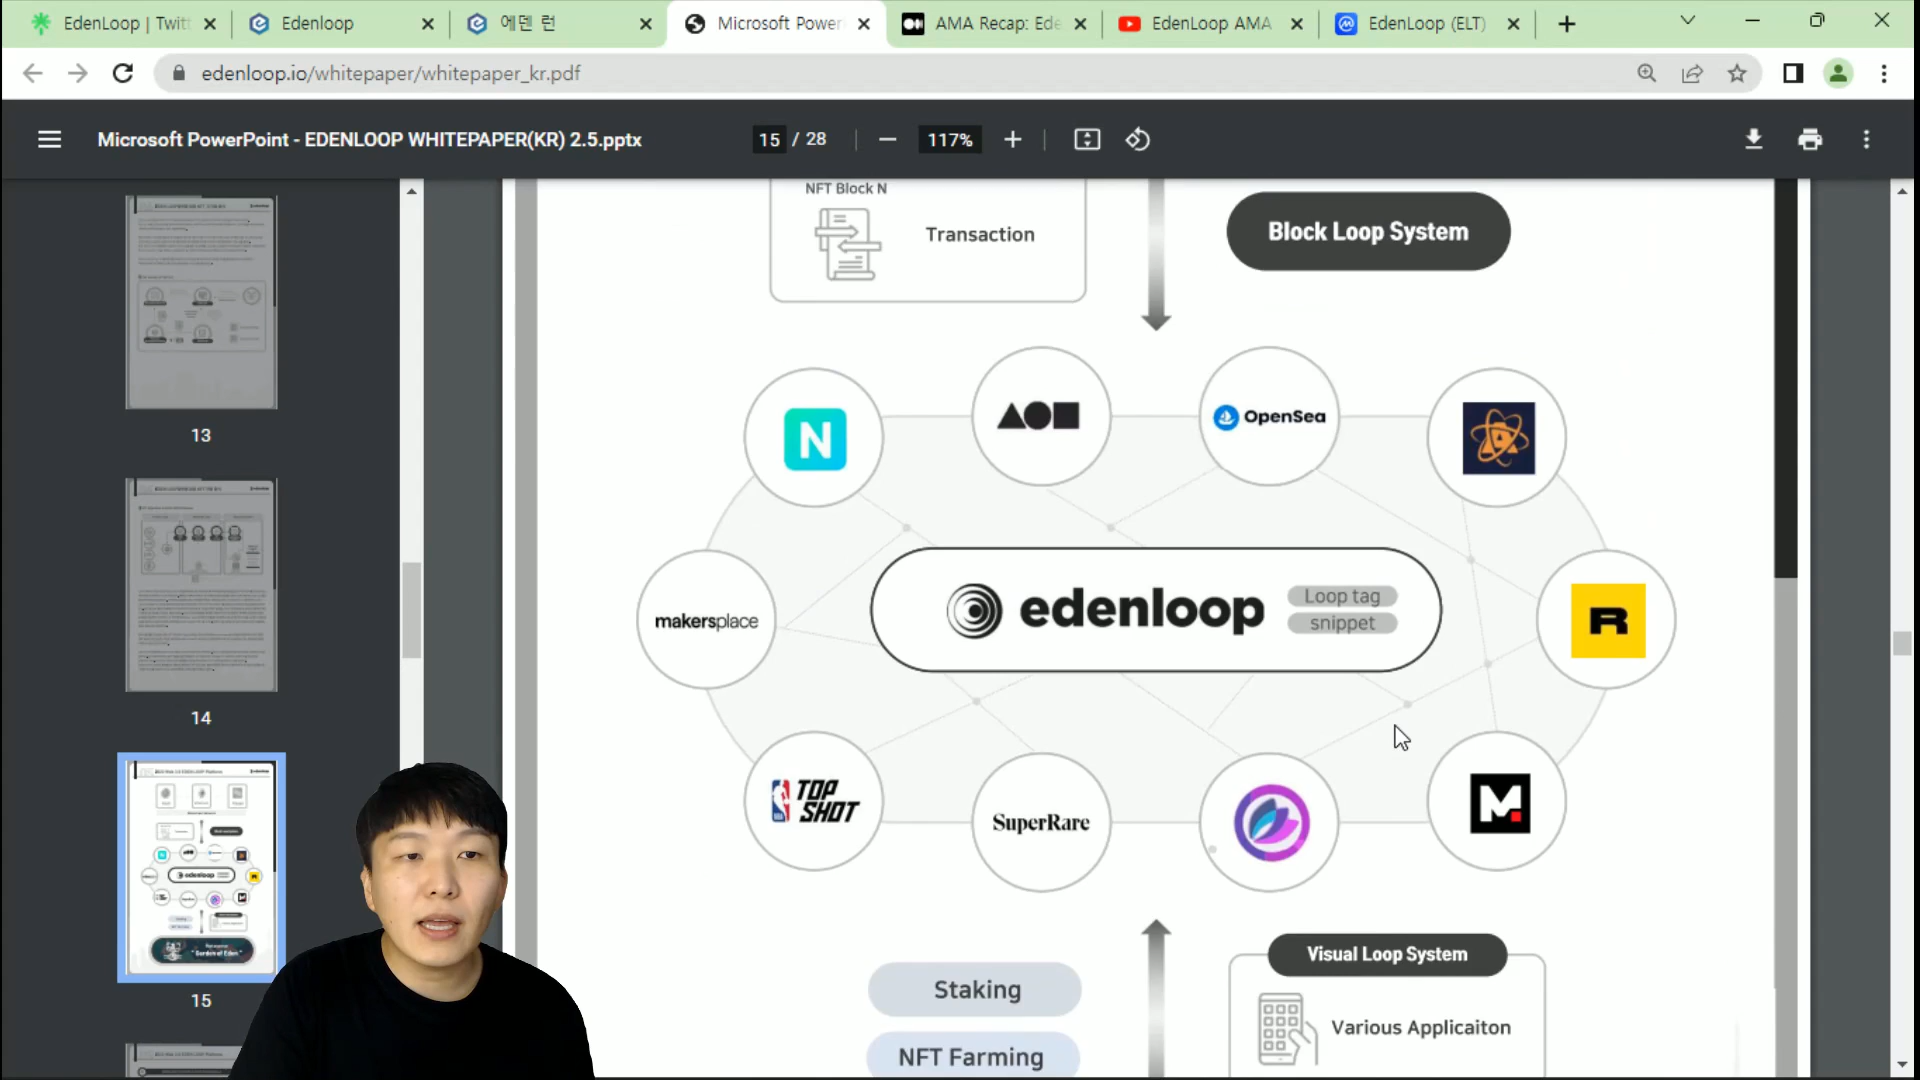 EdenLoop | Twitt
Edenloop
에덴 런
Microsoft Power
AMA Recap: Ede
EdenLoop AMA
EdenLoop (ELT)
edenloop.io/whitepaper/whitepaper_kr.pdf
Microsoft PowerPoint - EDENLOOP WHITEPAPER(KR) 2.5.pptx
15 / 28
117%
13
14
15
NFT Block N
Transaction
Block Loop System
N
OpenSea
makersplace
edenloop
Loop tag
snippet
R
TOP
SHOT
SuperRare
M
Staking
NFT Farming
Visual Loop System
Various Applicaiton